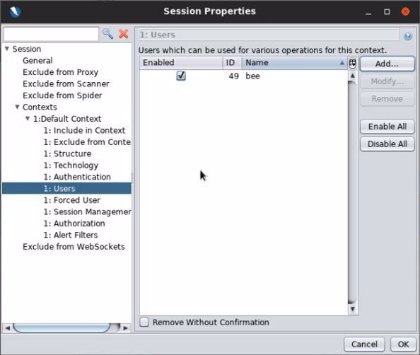 Session Properties
Session
General
Exclude from Proxy
Exclude from Scanner
Exclude from Spider
Contexts
1:Default Context
1: Include in Context
1: Exclude from Conte
1: Structure
1: Technology
1: Authentication
1: Users
1: Forced User
1: Session Managemer
1: Authorization
1: Alert Filters
Exclude from WebSockets
1: Users
Users which can be used for various operations for this context.
Enabled ID Name
49 bee
Add...
Modify...
Remove
Enable All
Disable All
Remove Without Confirmation
Cancel OK